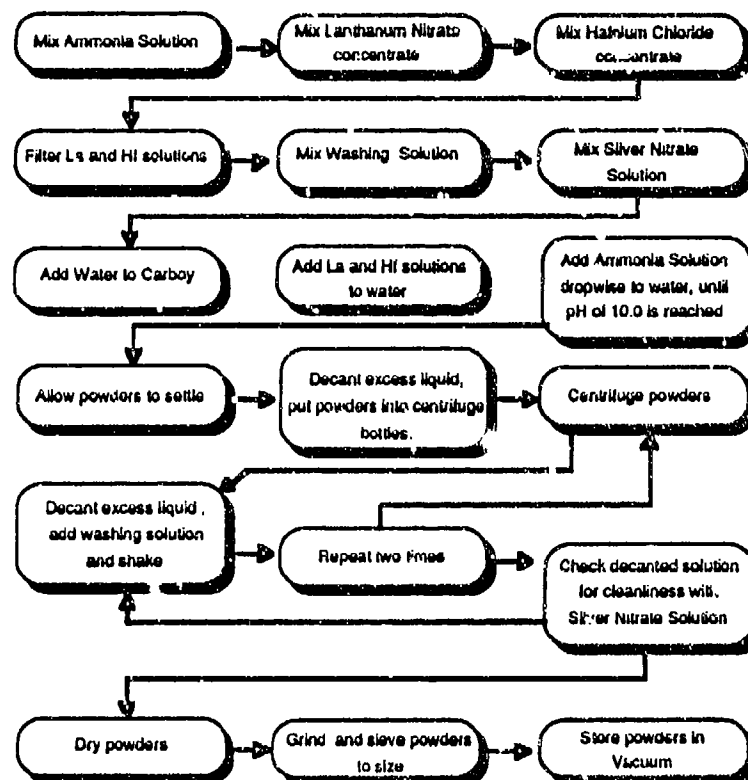 Mix Ammonia Solution
Mix Lanthanum Nitrate
concentrate
Mix Hafnium Chloride
concentrate
Filter La and Hf solutions
Mix Washing Solution
Mix Silver Nitrate
Solution
Add Water to Carboy
Add La and Hf solutions
to water
Add Ammonia Solution
dropwise to water, until
pH of 10.0 is reached
Allow powders to settle
Decant excess liquid,
put powders into centrifuge
bottles.
Centrifuge powders
Decant excess liquid,
add washing solution
and shake
Repeat two times
Check decanted solution
for cleanliness with
Silver Nitrate Solution
Dry powders
Grind and sieve powders
to size
Store powders in
Vacuum